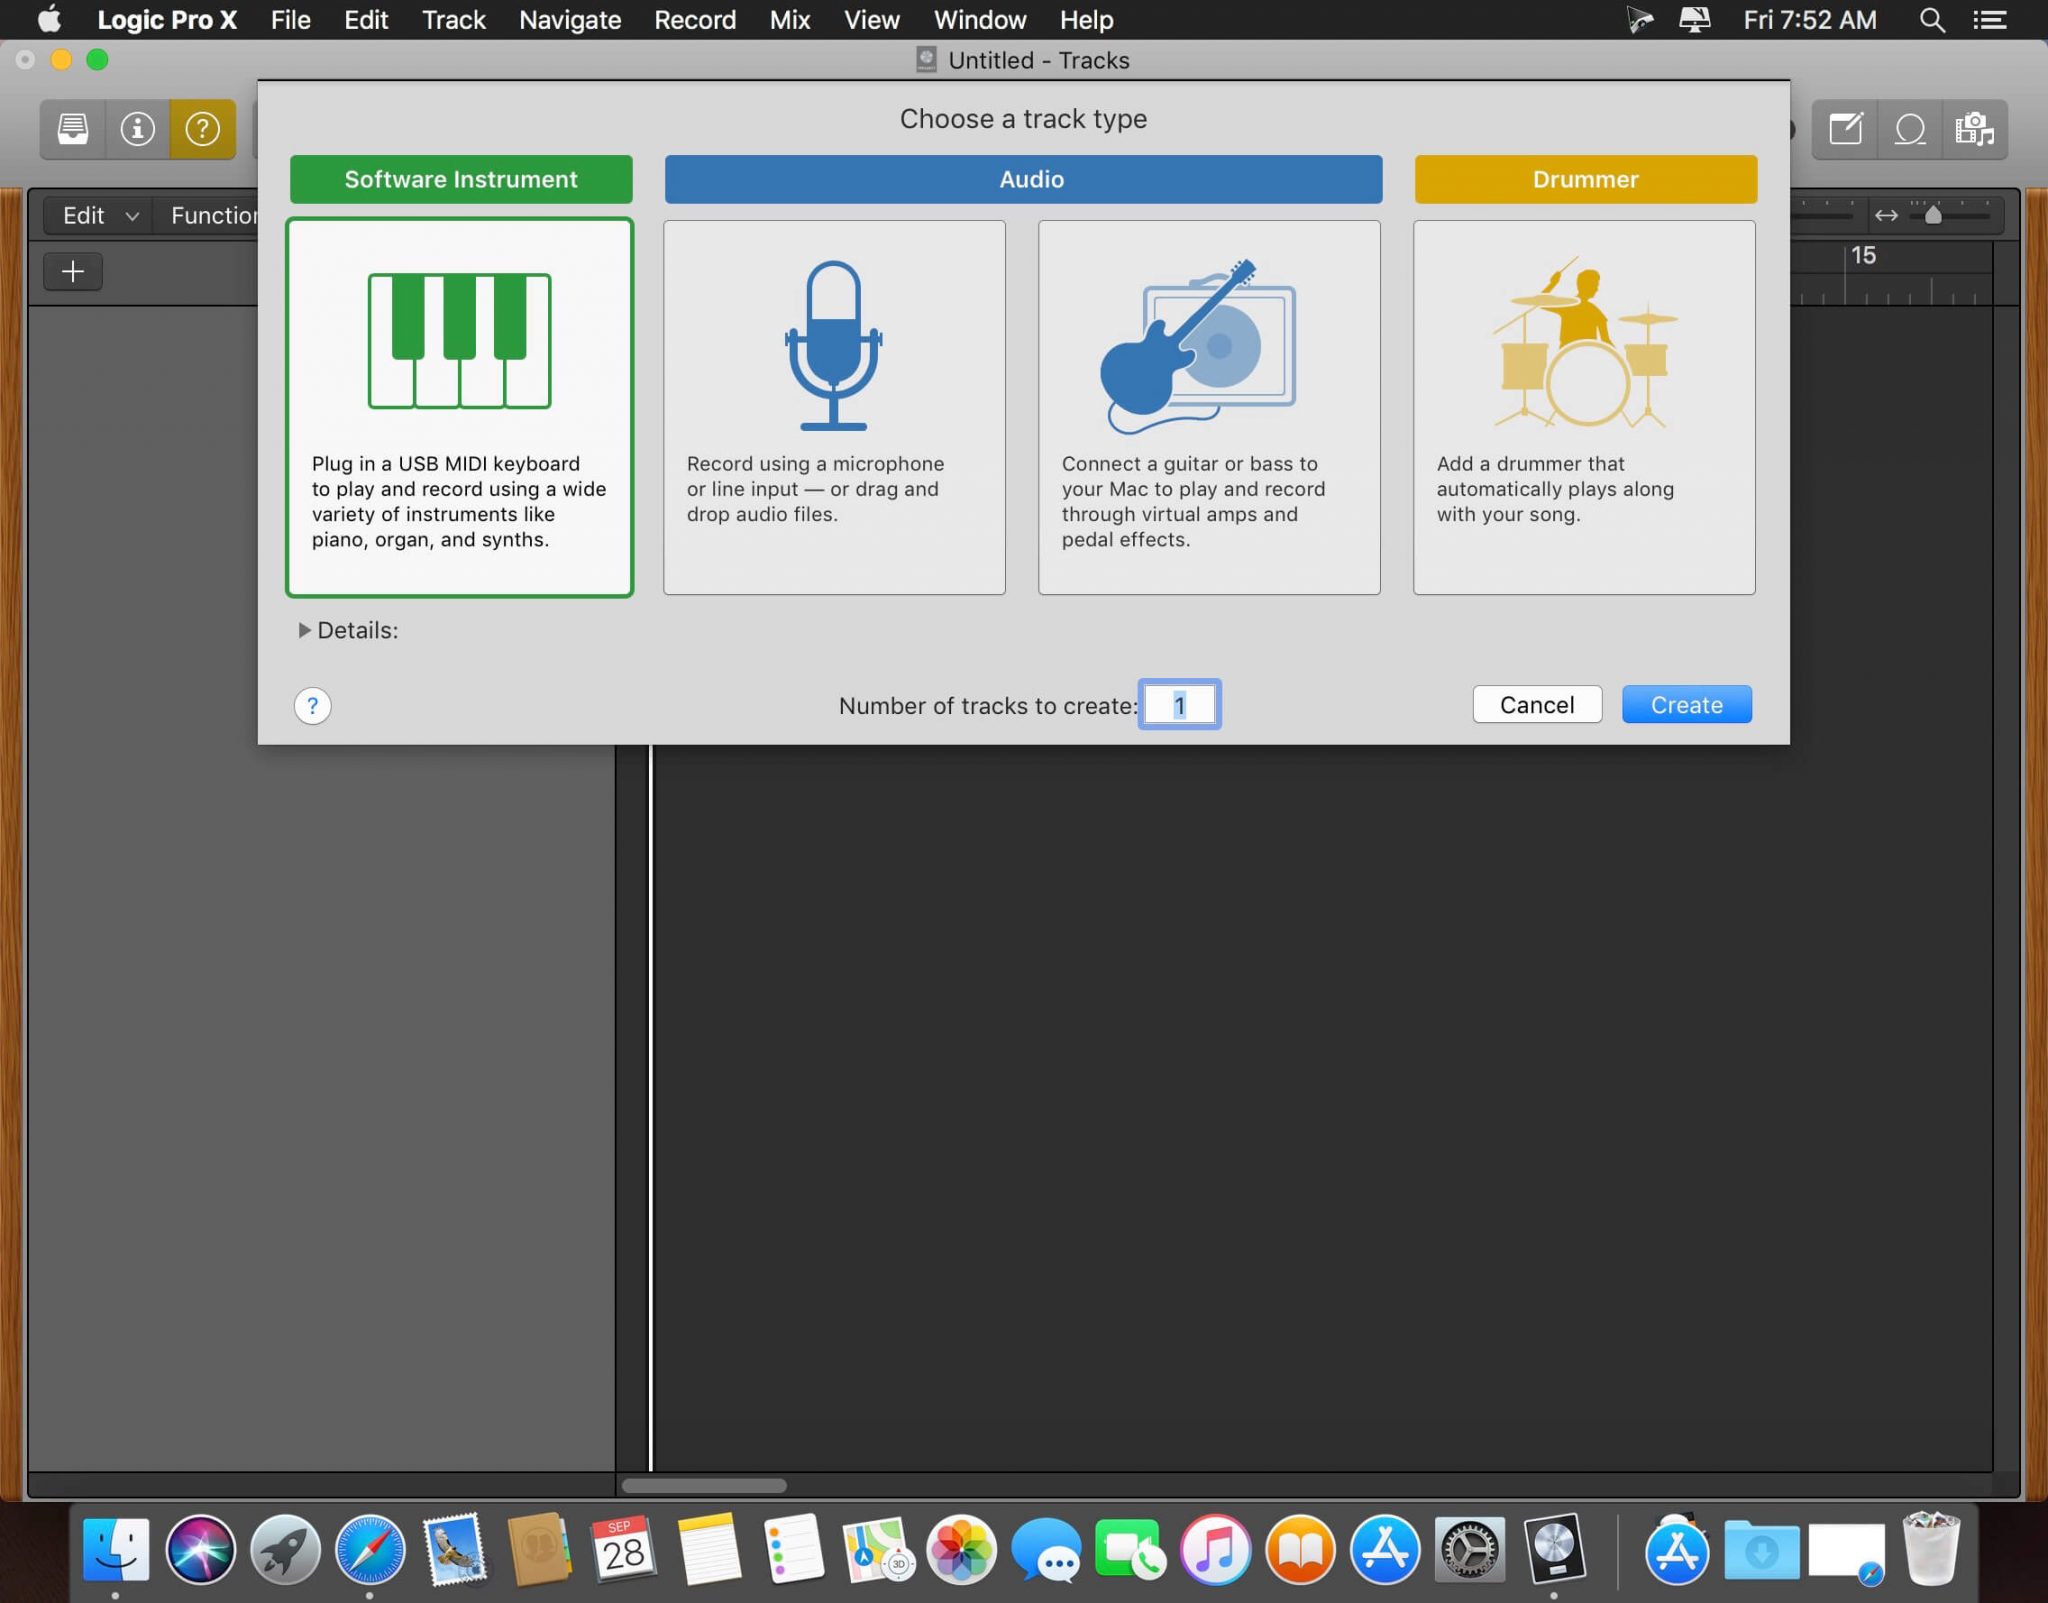 Logic Pro X File Edit Track Navigate Record Mix View Window Help Fri 7:52 AM
Untitled - Tracks
Choose a track type
Software Instrument Audio Drummer
Edit Function
15
Plug in a USB MIDI keyboard
to play and record using a wide
variety of instruments like
piano, organ, and synths.
Record using a microphone
or line input — or drag and
drop audio files.
Connect a guitar or bass to
your Mac to play and record
through virtual amps and
pedal effects.
Add a drummer that
automatically plays along
with your song.
Details:
? Number of tracks to create: 1 Cancel Create
SEP
28
3D